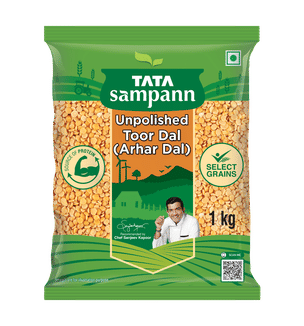 TATA
sampann
Unpolished
Toor Dal
(Arhar Dal)
SOURCE OF PROTEIN
SELECT
GRAINS
1 kg
Recommended by
Chef Sanjeev Kapoor